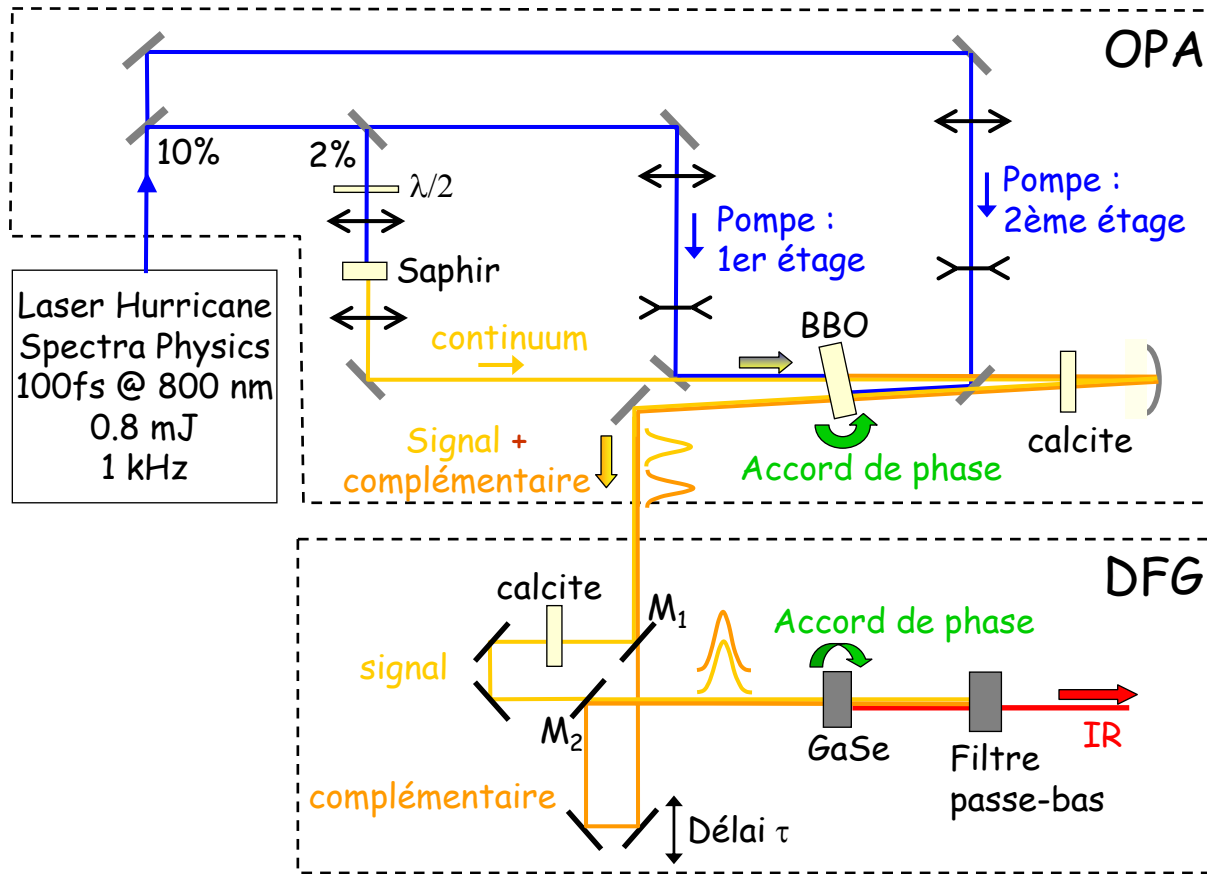 OPA
10%
2%
λ/2
Pompe :
1er étage
Pompe :
2ème étage
Laser Hurricane
Spectra Physics
100fs @ 800 nm
0.8 mJ
1 kHz
Saphir
continuum
BBO
calcite
Signal +
complémentaire
Accord de phase
DFG
calcite
M1
Accord de phase
signal
M2
GaSe
Filtre
passe-bas
IR
complémentaire
Délai τ